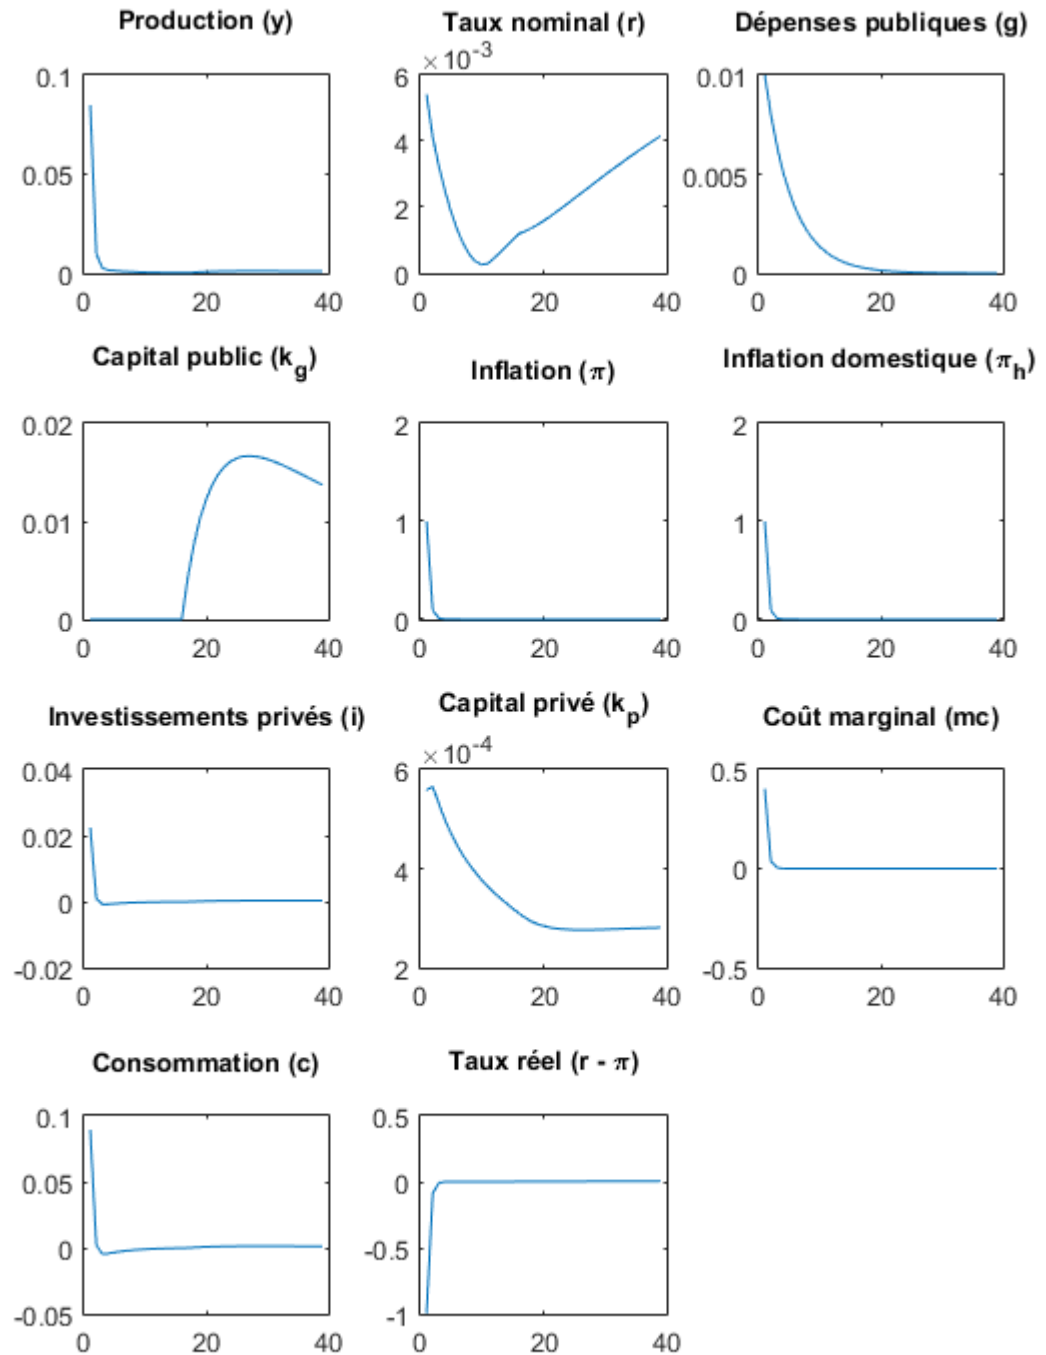 Production (y)
Taux nominal (r)
Dépenses publiques (g)
0.1
0.05
0
0 20 40
× 10^-3
6
4
2
0
0 20 40
0.01
0.005
0
0 20 40
Capital public (k_g)
Inflation (π)
Inflation domestique (π_h)
0.02
0.01
0
0 20 40
2
1
0
0 20 40
2
1
0
0 20 40
Investissements privés (i)
Capital privé (k_p)
Coût marginal (mc)
0.04
0.02
0
-0.02
0 20 40
× 10^-4
6
4
2
0 20 40
0.5
0
-0.5
0 20 40
Consommation (c)
Taux réel (r - π)
0.1
0.05
0
-0.05
0 20 40
0.5
0
-0.5
-1
0 20 40